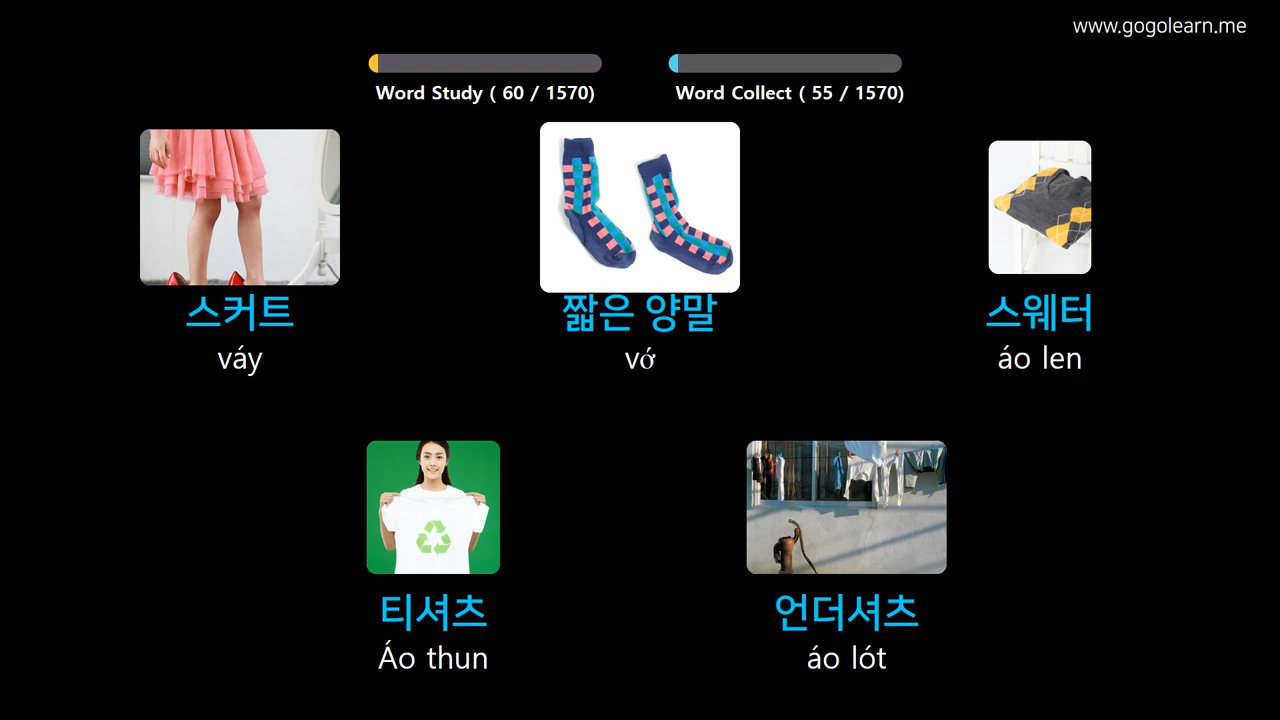 www.gogolearn.me
Word Study ( 60 / 1570)
Word Collect ( 55 / 1570)
스커트
váy
짧은 양말
vớ
스웨터
áo len
티셔츠
Áo thun
언더셔츠
áo lót